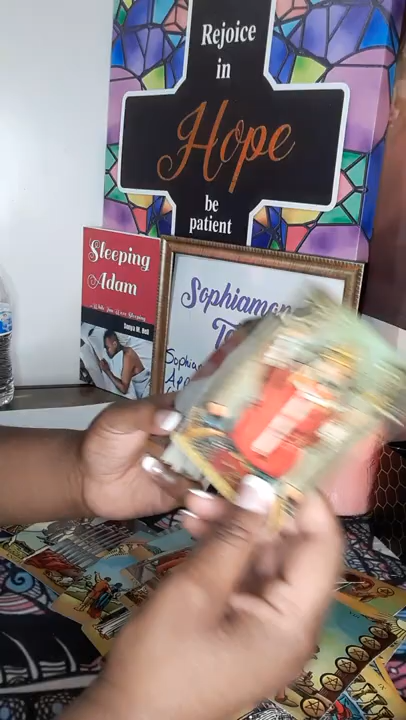 Rejoice
in
Hope
be
patient
Sleeping
Adam
Sonya M. Bell
Sophiaman